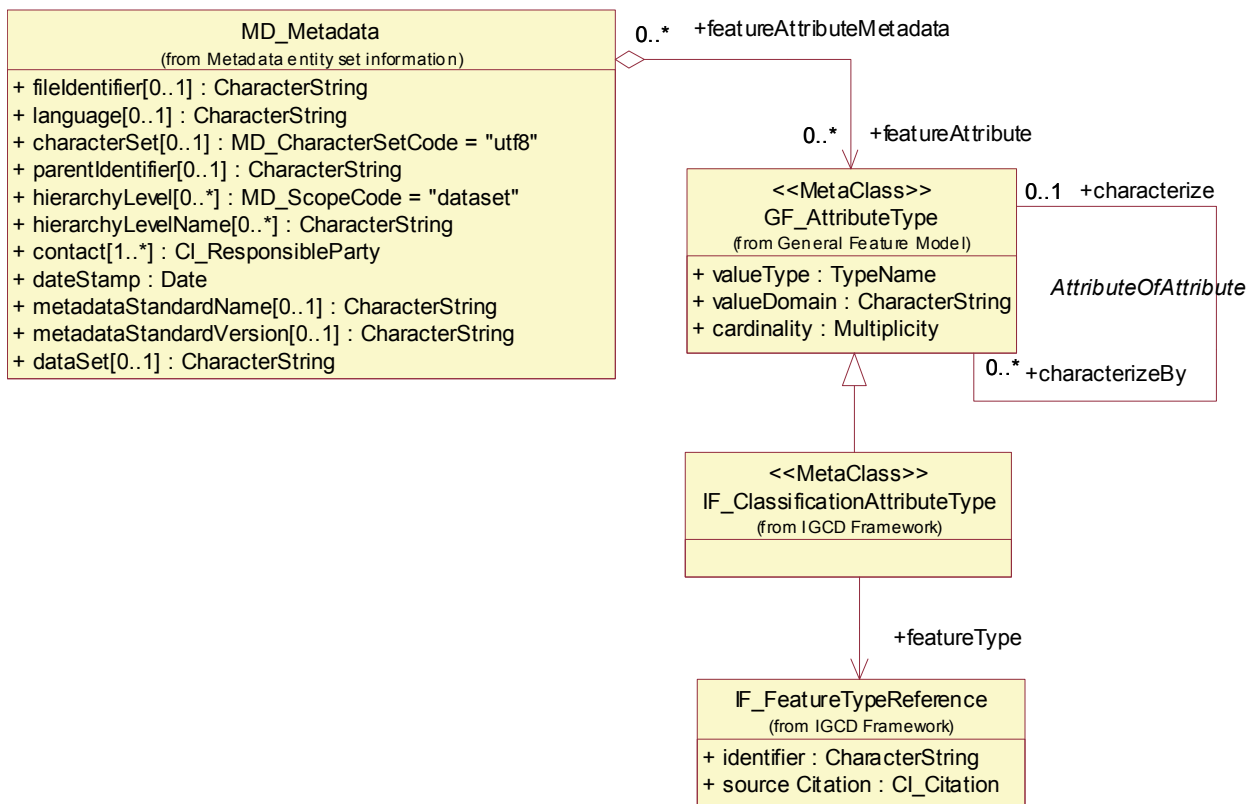 MD_Metadata
(from Metadata entity set information)
+ fileIdentifier[0..1] : CharacterString
+ language[0..1] : CharacterString
+ characterSet[0..1] : MD_CharacterSetCode = "utf8"
+ parentIdentifier[0..1] : CharacterString
+ hierarchyLevel[0..*] : MD_ScopeCode = "dataset"
+ hierarchyLevelName[0..*] : CharacterString
+ contact[1..*] : CI_ResponsibleParty
+ dateStamp : Date
+ metadataStandardName[0..1] : CharacterString
+ metadataStandardVersion[0..1] : CharacterString
+ dataSet[0..1] : CharacterString
0..* +featureAttributeMetadata
0..* +featureAttribute
<<MetaClass>>
GF_AttributeType
(from General Feature Model)
+ valueType : TypeName
+ valueDomain : CharacterString
+ cardinality : Multiplicity
0..1 +characterize
AttributeOfAttribute
0..* +characterizeBy
<<MetaClass>>
IF_ClassificationAttributeType
(from IGCD Framework)
+featureType
IF_FeatureTypeReference
(from IGCD Framework)
+ identifier : CharacterString
+ source Citation : CI_Citation